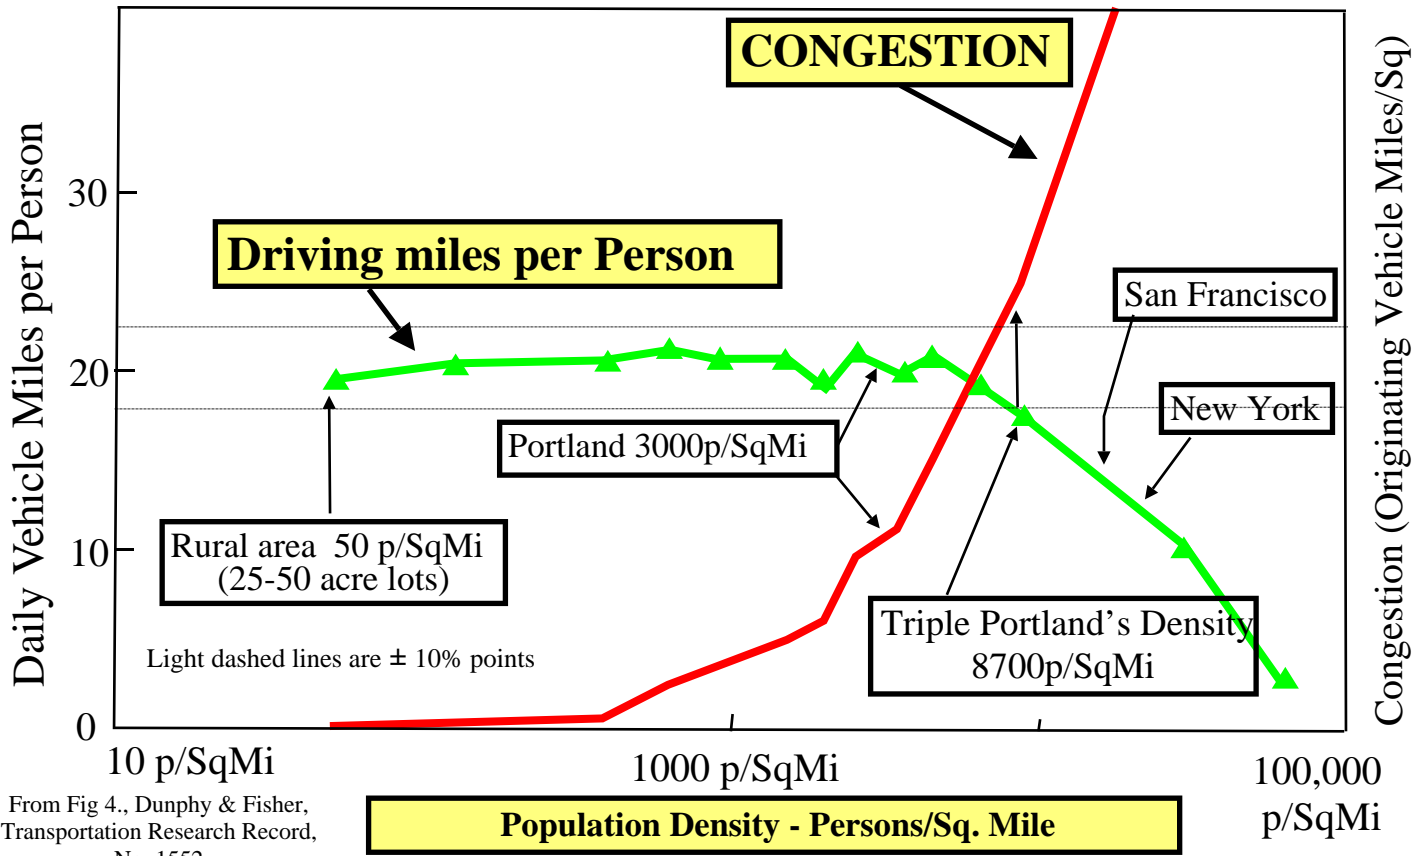 CONGESTION
Daily Vehicle Miles per Person
Congestion (Originating Vehicle Miles/Sq)
30
Driving miles per Person
San Francisco
20
New York
Portland 3000p/SqMi
10
Rural area 50 p/SqMi
(25-50 acre lots)
Triple Portland's Density
8700p/SqMi
Light dashed lines are ± 10% points
0
10 p/SqMi
1000 p/SqMi
100,000
p/SqMi
From Fig 4., Dunphy & Fisher,
Transportation Research Record,
Population Density - Persons/Sq. Mile